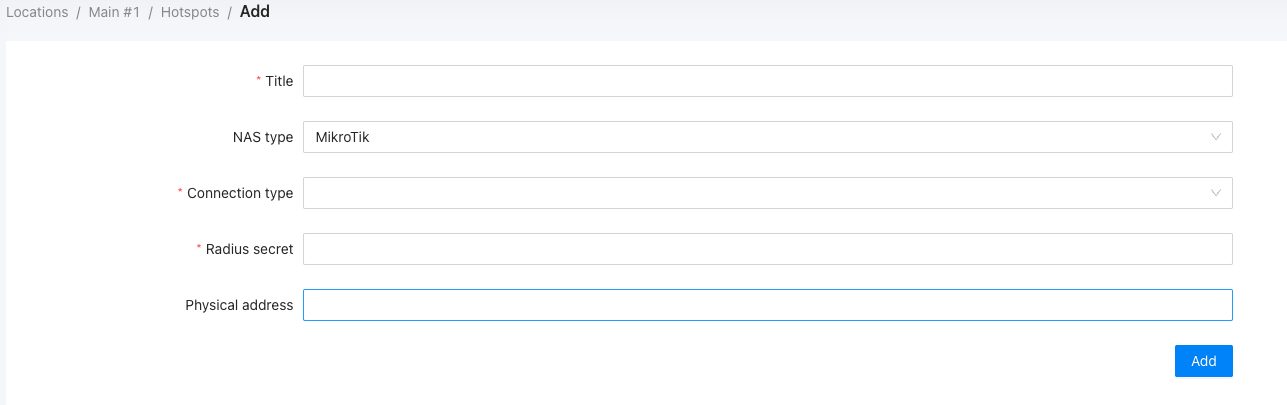 Locations / Main #1 / Hotspots / Add
* Title
NAS type MikroTik
* Connection type
* Radius secret
Physical address
Add